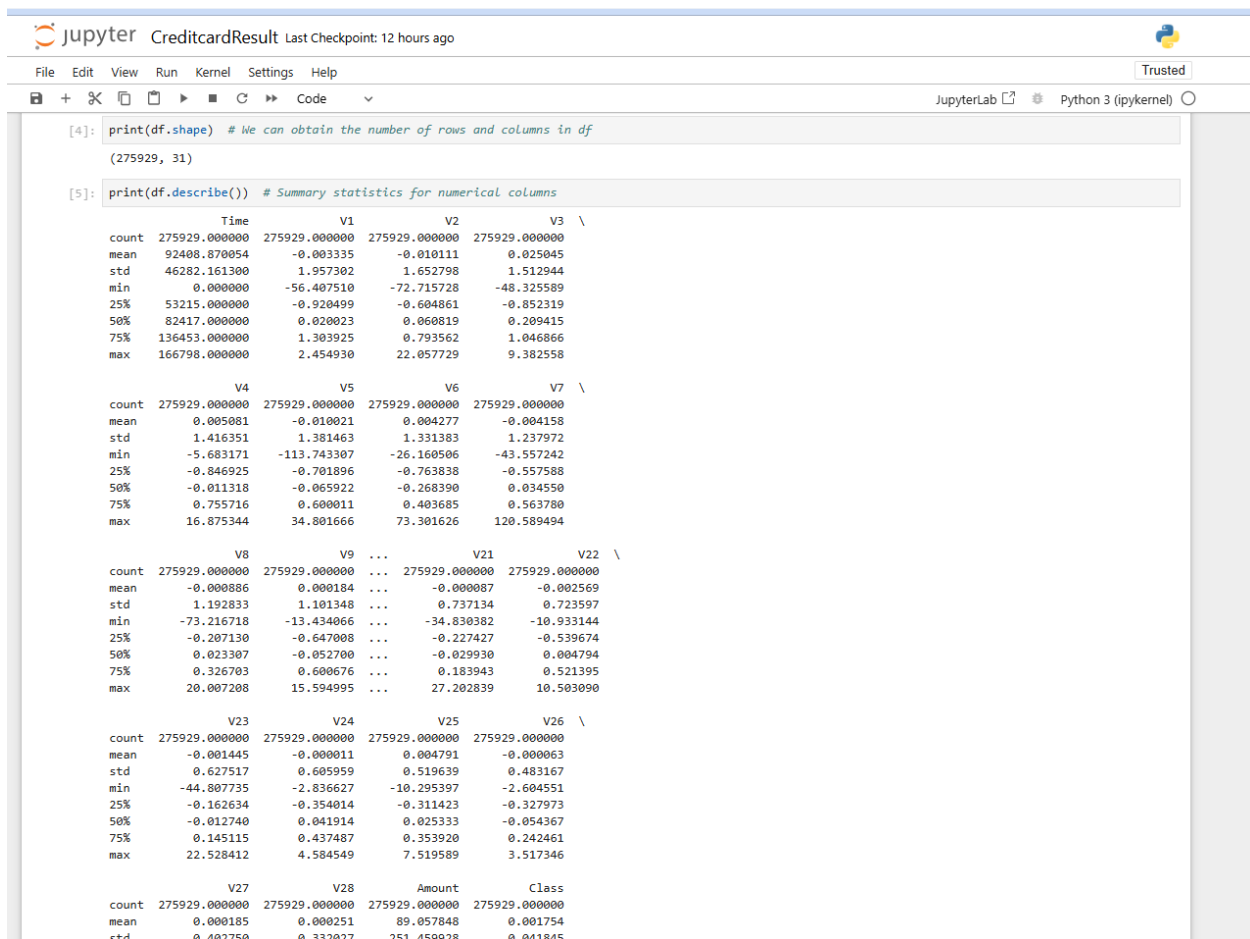 jupyter CreditcardResult Last Checkpoint: 12 hours ago
File Edit View Run Kernel Settings Help Trusted
Code JupyterLab Python 3 (ipykernel)
[4]: print(df.shape) # We can obtain the number of rows and columns in df
(275929, 31)
[5]: print(df.describe()) # Summary statistics for numerical columns
Time V1 V2 V3 \
count 275929.000000 275929.000000 275929.000000 275929.000000
mean 92408.870054 -0.003335 -0.010111 0.025045
std 46282.161300 1.957302 1.652798 1.512944
min 0.000000 -56.407510 -72.715728 -48.325589
25% 53215.000000 -0.920499 -0.604861 -0.852319
50% 82417.000000 0.020023 0.060819 0.209415
75% 136453.000000 1.303925 0.793562 1.046866
max 166798.000000 2.454930 22.057729 9.382558
V4 V5 V6 V7 \
count 275929.000000 275929.000000 275929.000000 275929.000000
mean 0.005081 -0.010021 0.004277 -0.004158
std 1.416351 1.381463 1.331383 1.237972
min -5.683171 -113.743307 -26.160506 -43.557242
25% -0.846925 -0.701896 -0.763838 -0.557588
50% -0.011318 -0.065922 -0.268390 0.034550
75% 0.755716 0.600011 0.403685 0.563780
max 16.875344 34.801666 73.301626 120.589494
V8 V9 ... V21 V22 \
count 275929.000000 275929.000000 ... 275929.000000 275929.000000
mean -0.000886 0.000184 ... -0.000087 -0.002569
std 1.192833 1.101348 ... 0.737134 0.723597
min -73.216718 -13.434066 ... -34.830382 -10.933144
25% -0.207130 -0.647008 ... -0.227427 -0.539674
50% 0.023307 -0.052700 ... -0.029930 0.004794
75% 0.326703 0.600676 ... 0.183943 0.521395
max 20.007208 15.594995 ... 27.202839 10.503090
V23 V24 V25 V26 \
count 275929.000000 275929.000000 275929.000000 275929.000000
mean -0.001445 -0.000011 0.004791 -0.000063
std 0.627517 0.605959 0.519639 0.483167
min -44.807735 -2.836627 -10.295397 -2.604551
25% -0.162634 -0.354014 -0.311423 -0.327973
50% -0.012740 0.041914 0.025333 -0.054367
75% 0.145115 0.437487 0.353920 0.242461
max 22.528412 4.584549 7.519589 3.517346
V27 V28 Amount Class
count 275929.000000 275929.000000 275929.000000 275929.000000
mean 0.000185 0.000251 89.057848 0.001754
std 0.402750 0.332027 251.459928 0.041845